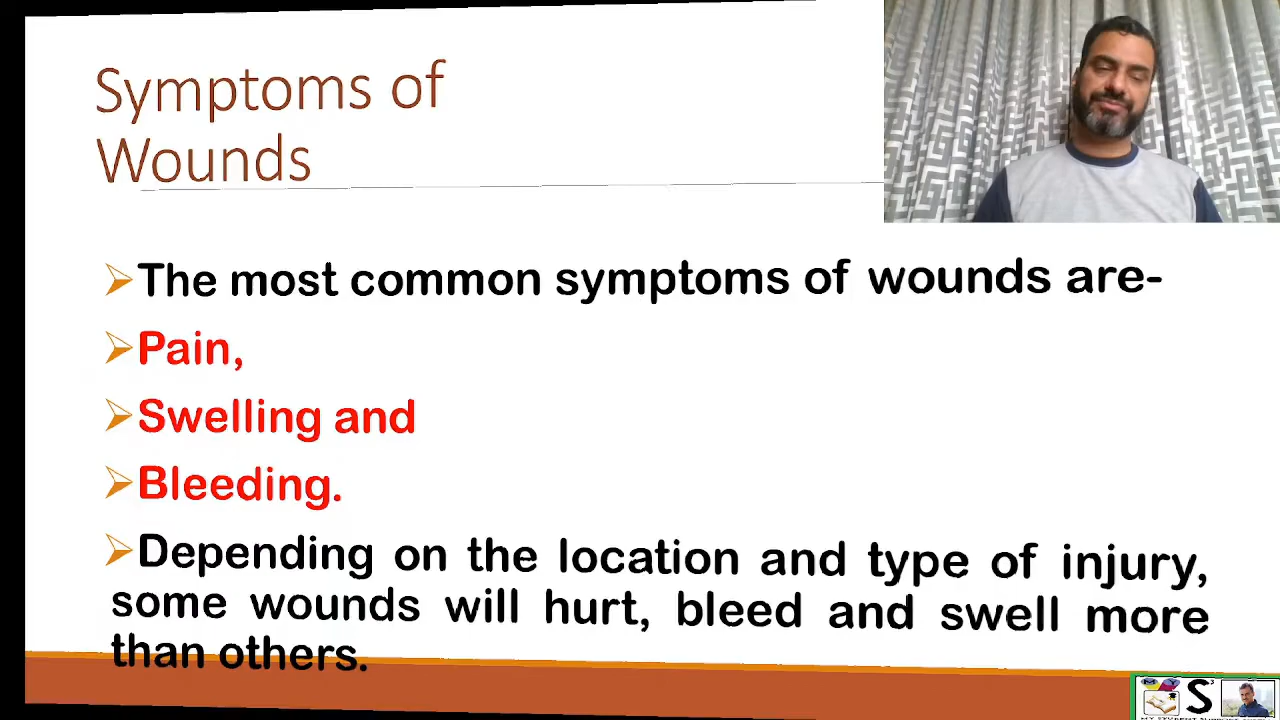 Symptoms of
Wounds
The most common symptoms of wounds are-
Pain,
Swelling and
Bleeding.
Depending on the location and type of injury,
some wounds will hurt, bleed and swell more
than others.
M Y
S³